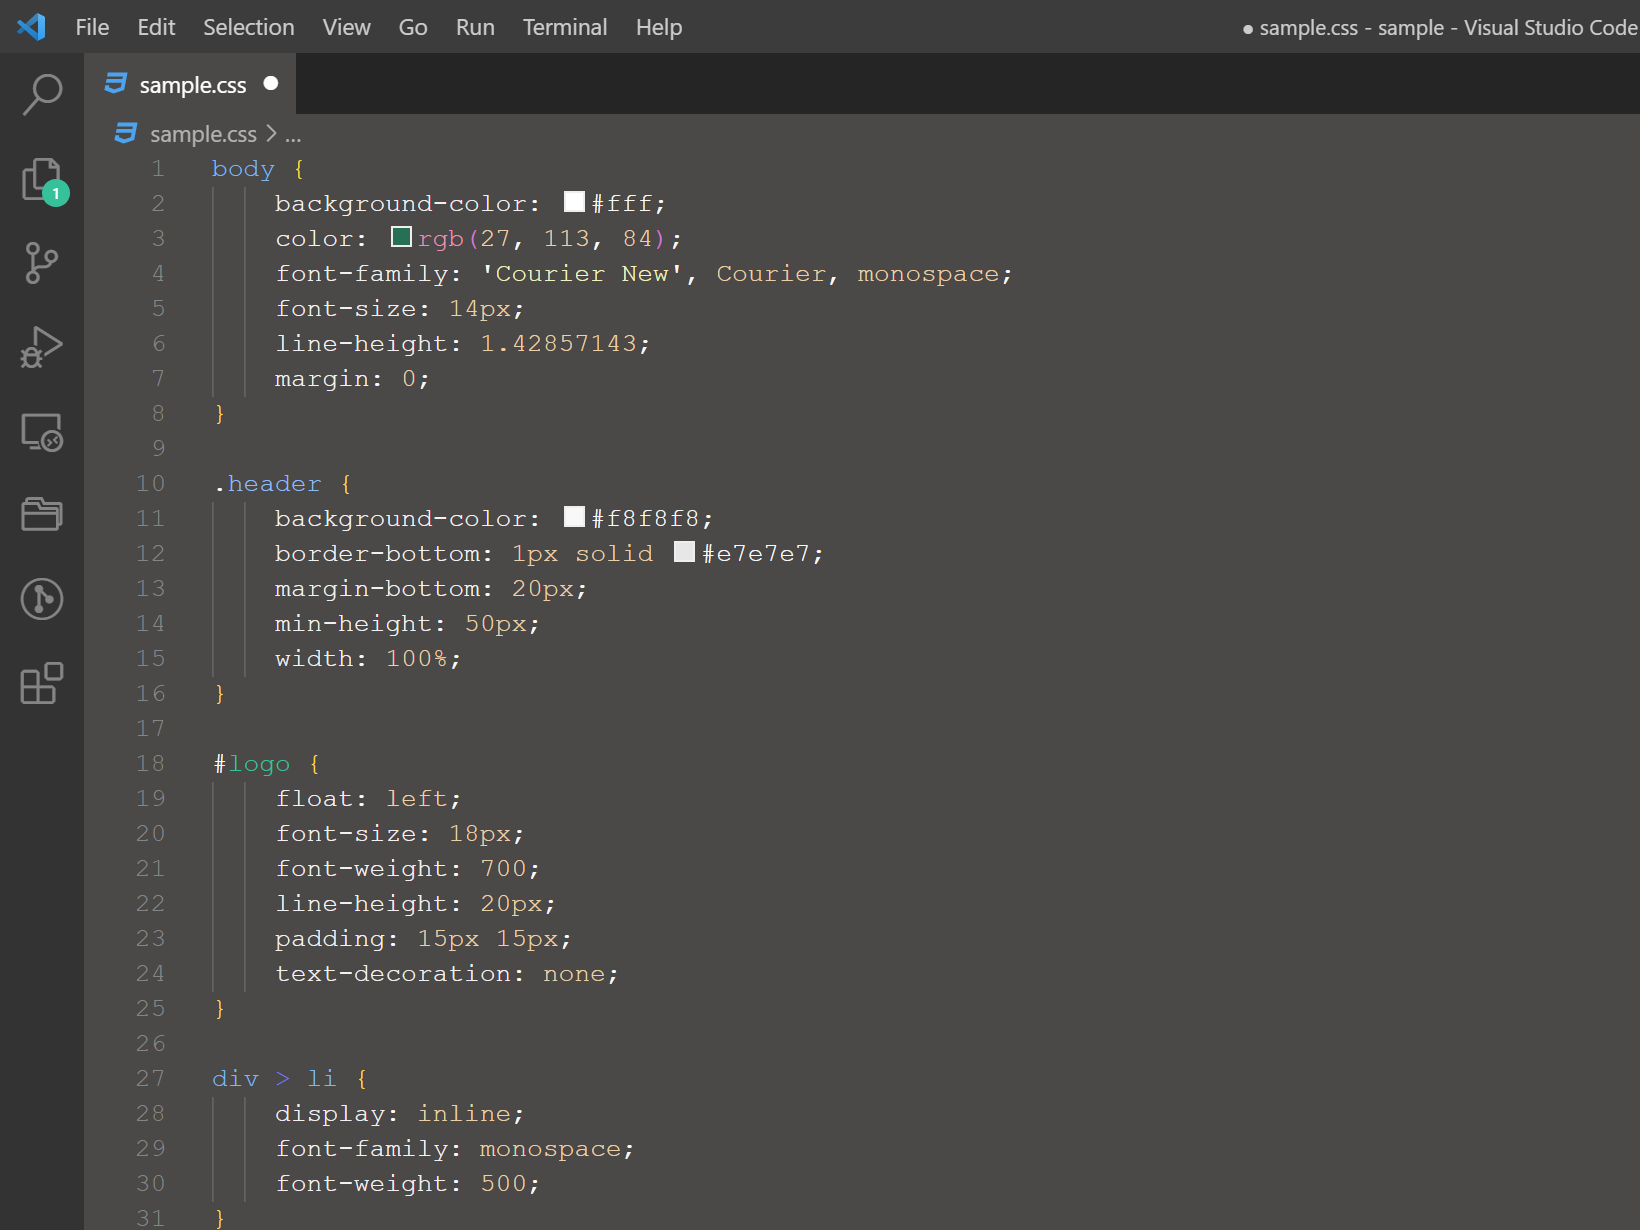 File Edit Selection View Go Run Terminal Help ● sample.css - sample - Visual Studio Code
sample.css ●
sample.css > ...
1
1 body {
2 background-color: #fff;
3 color: rgb(27, 113, 84);
4 font-family: 'Courier New', Courier, monospace;
5 font-size: 14px;
6 line-height: 1.42857143;
7 margin: 0;
8 }
9
10 .header {
11 background-color: #f8f8f8;
12 border-bottom: 1px solid #e7e7e7;
13 margin-bottom: 20px;
14 min-height: 50px;
15 width: 100%;
16 }
17
18 #logo {
19 float: left;
20 font-size: 18px;
21 font-weight: 700;
22 line-height: 20px;
23 padding: 15px 15px;
24 text-decoration: none;
25 }
26
27 div > li {
28 display: inline;
29 font-family: monospace;
30 font-weight: 500;
31 }